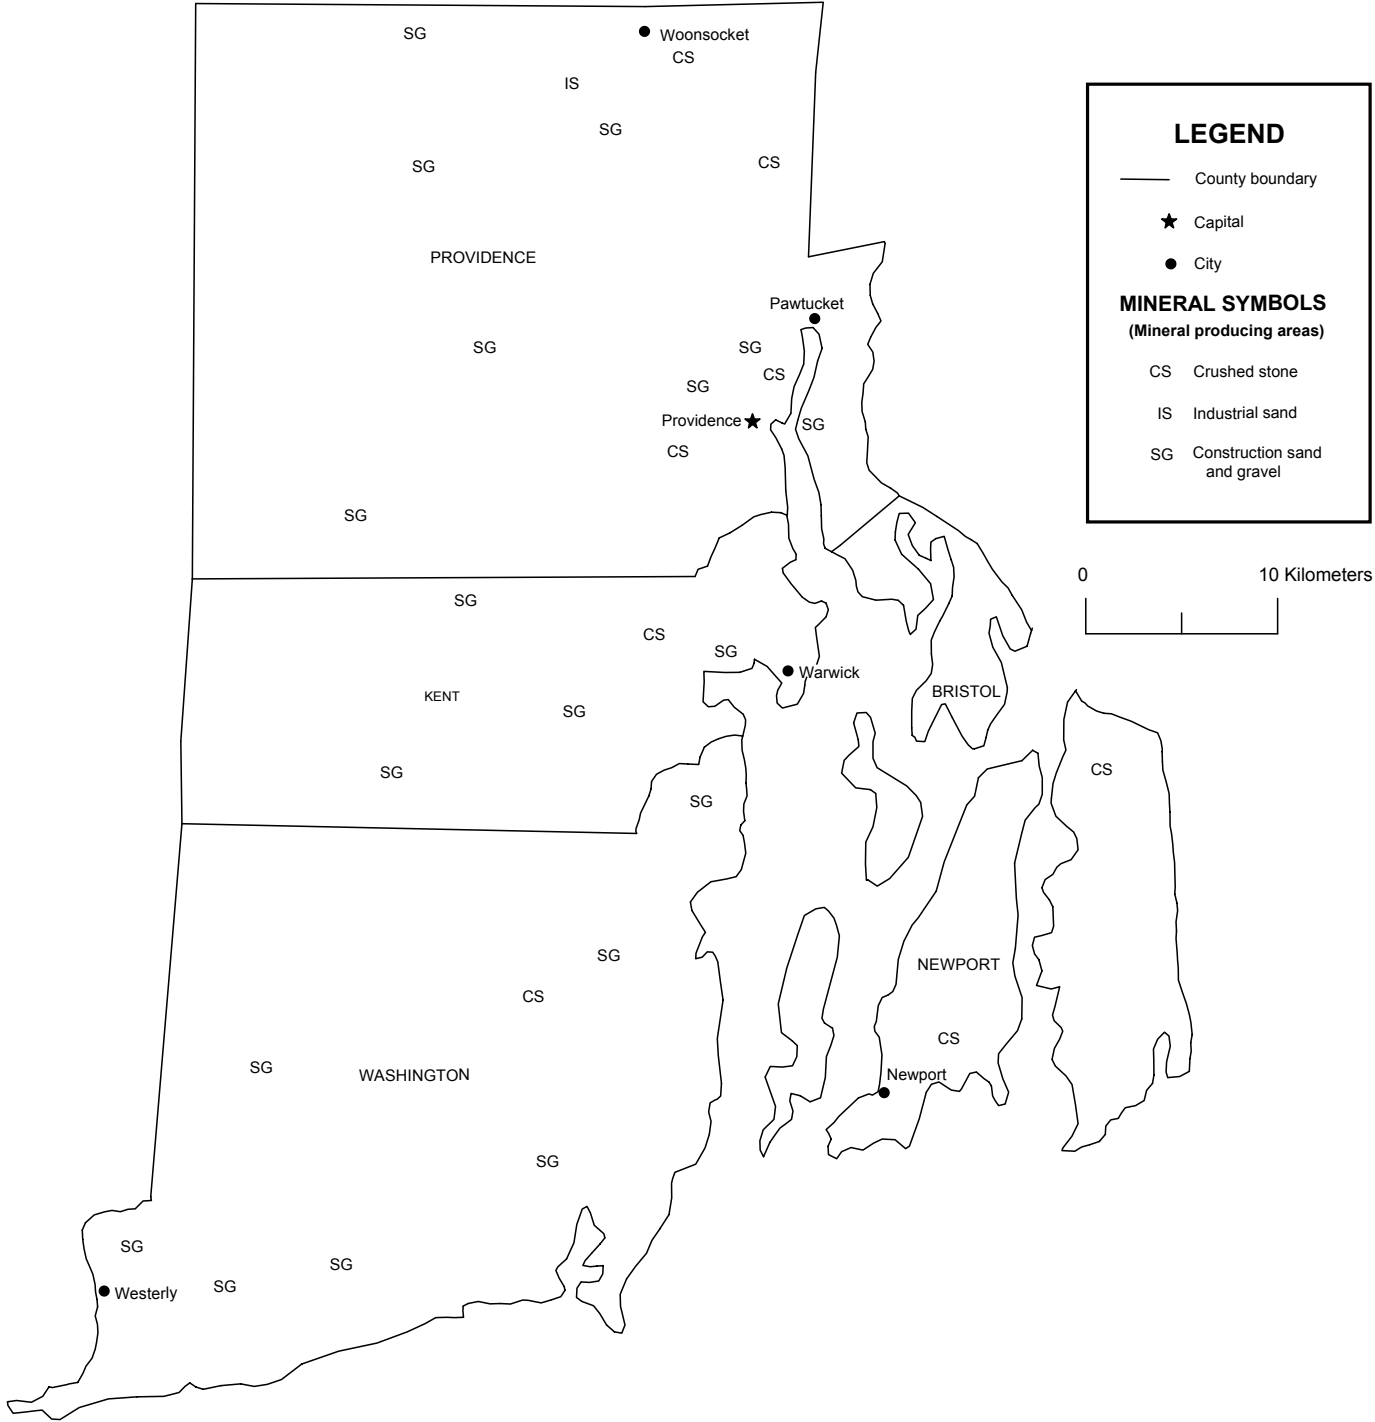 SG
Woonsocket
CS
IS
SG
CS
SG
PROVIDENCE
Pawtucket
SG
SG
CS
SG
Providence
SG
CS
SG
SG
CS
SG
Warwick
BRISTOL
KENT
SG
SG
CS
SG
SG
NEWPORT
CS
CS
Newport
SG
WASHINGTON
SG
SG
SG
SG
Westerly
LEGEND
County boundary
Capital
City
MINERAL SYMBOLS
(Mineral producing areas)
CS Crushed stone
IS Industrial sand
SG Construction sand
and gravel
0 10 Kilometers